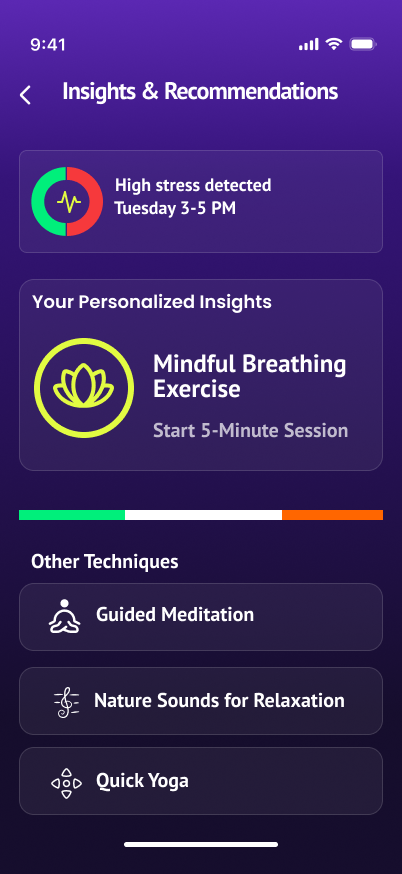 9:41
Insights & Recommendations
High stress detected
Tuesday 3-5 PM
Your Personalized Insights
Mindful Breathing
Exercise
Start 5-Minute Session
Other Techniques
Guided Meditation
Nature Sounds for Relaxation
Quick Yoga